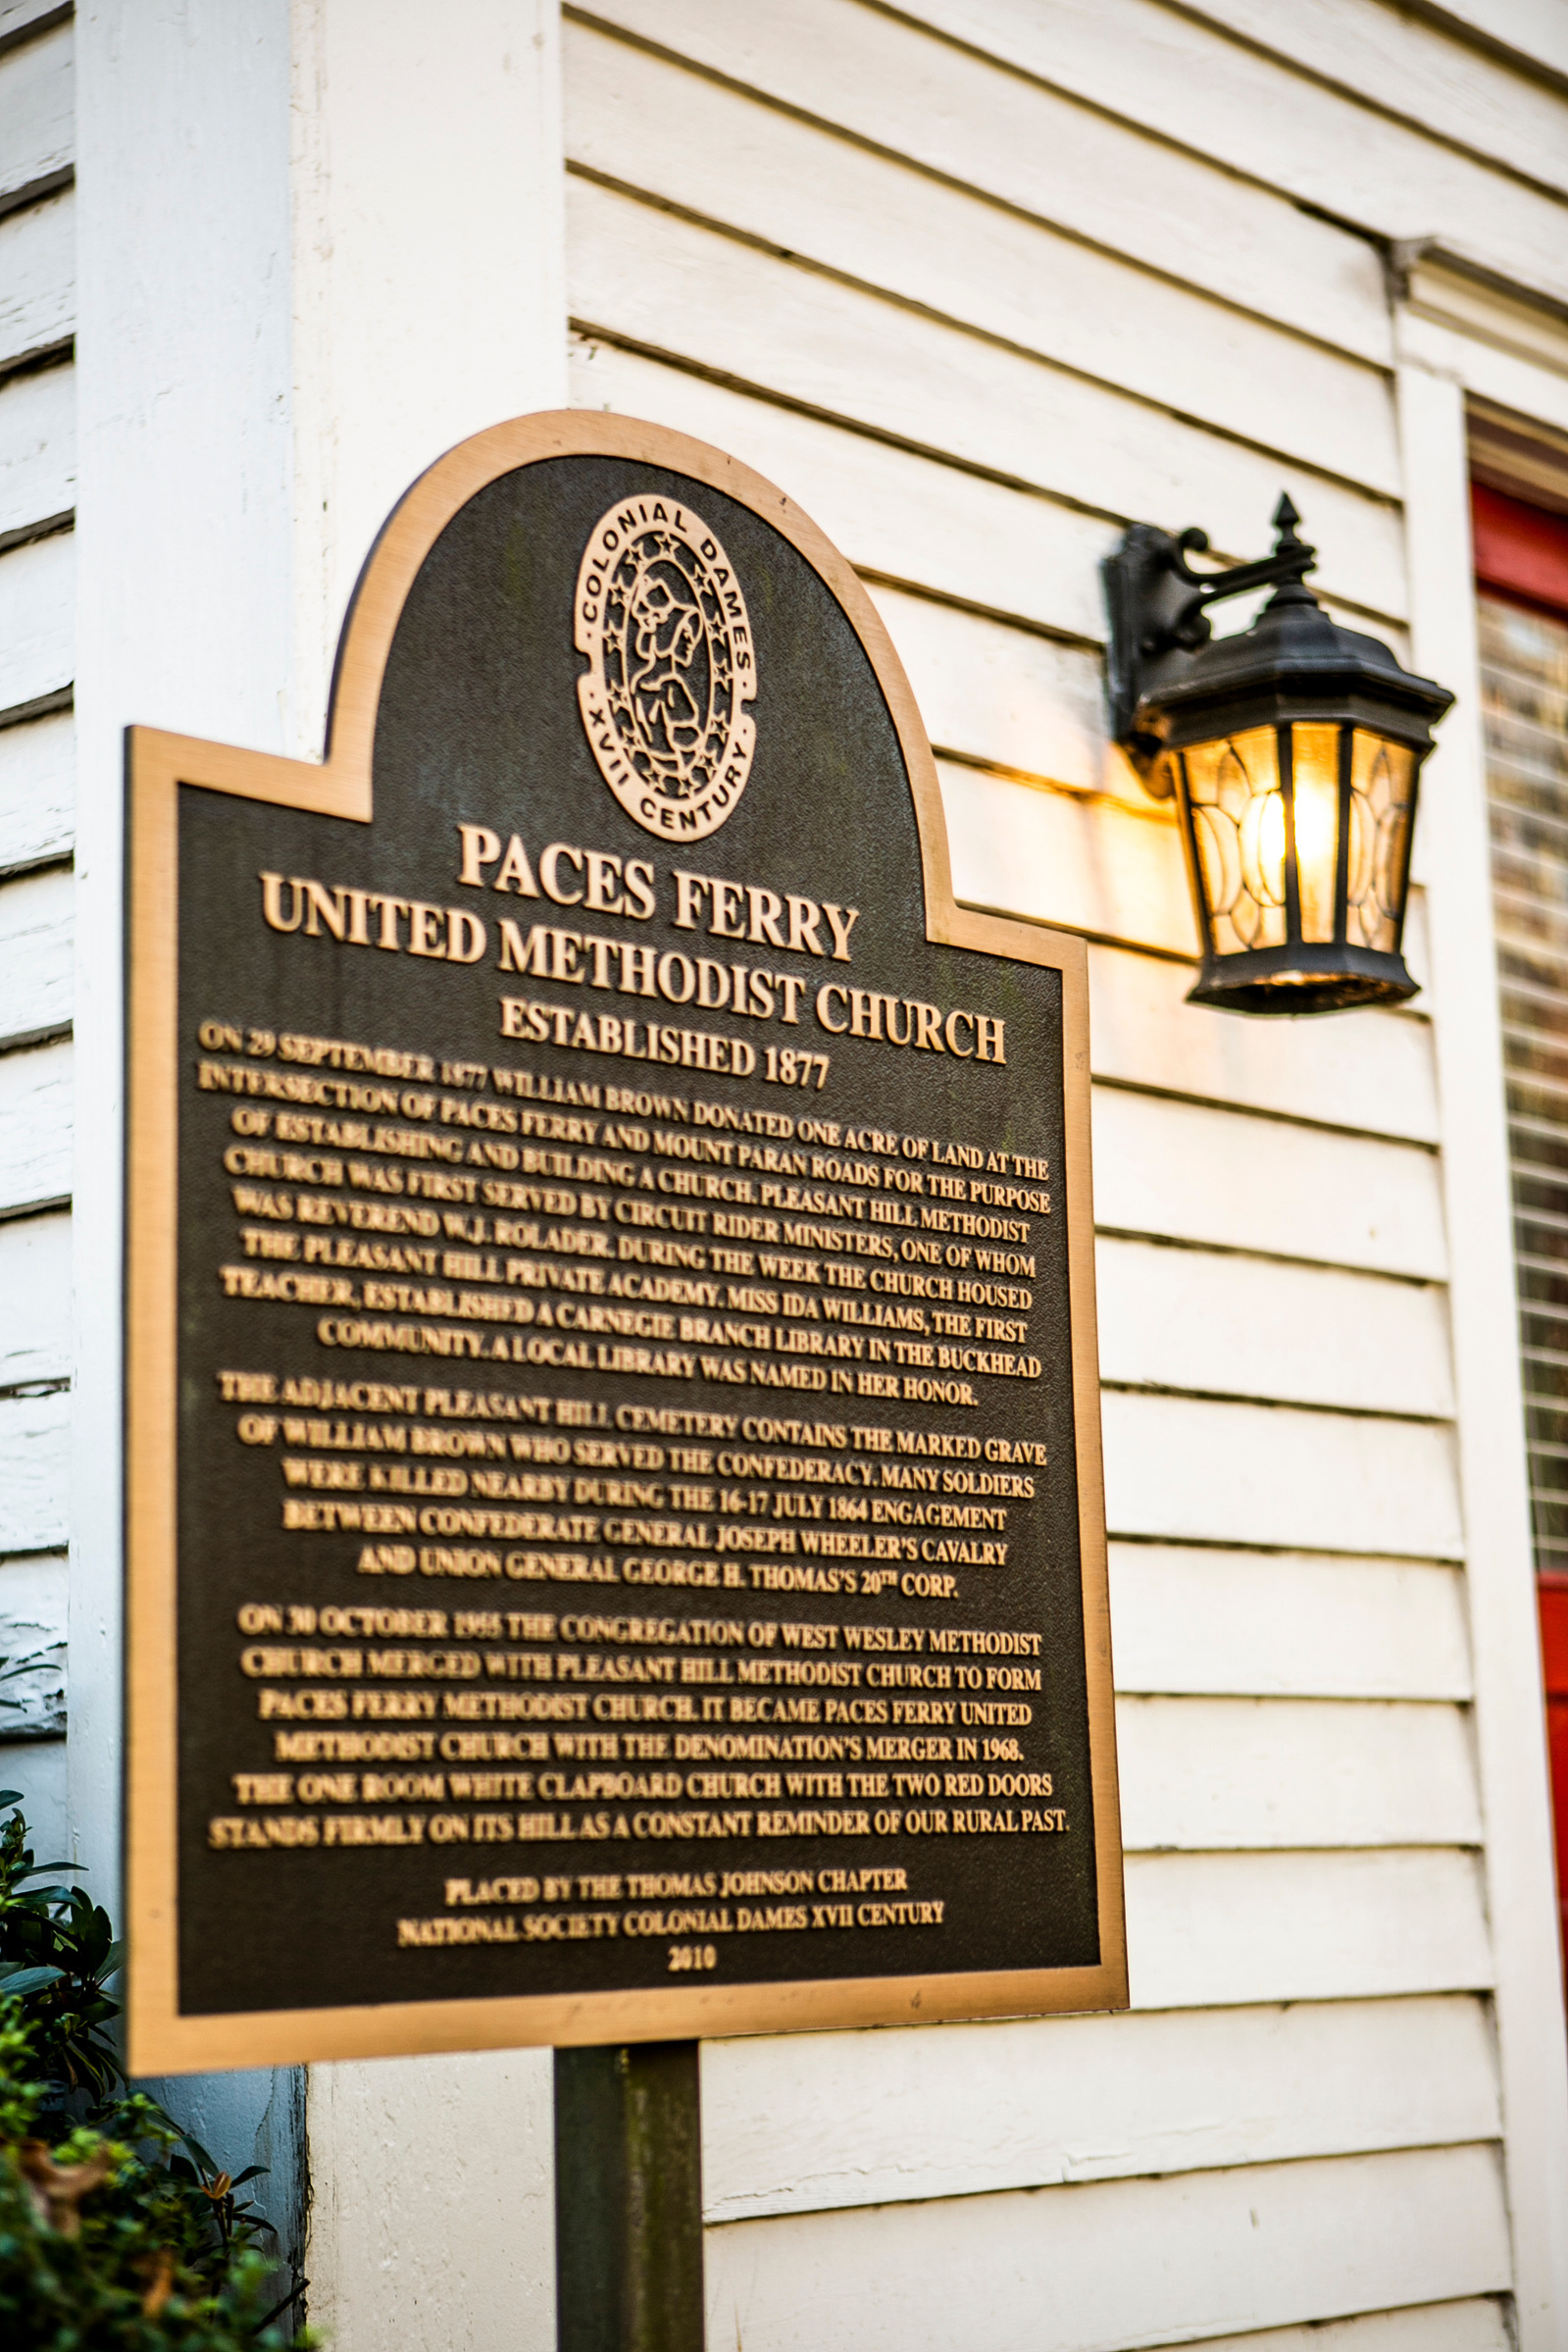 COLONIAL DAMES
XVII CENTURY
PACES FERRY
UNITED METHODIST CHURCH
ESTABLISHED 1877
ON 29 SEPTEMBER 1877 WILLIAM BROWN DONATED ONE ACRE OF LAND AT THE
INTERSECTION OF PACES FERRY AND MOUNT PARAN ROADS FOR THE PURPOSE
OF ESTABLISHING AND BUILDING A CHURCH. PLEASANT HILL METHODIST
CHURCH WAS FIRST SERVED BY CIRCUIT RIDER MINISTERS, ONE OF WHOM
WAS REVEREND W.J. ROLADER. DURING THE WEEK THE CHURCH HOUSED
THE PLEASANT HILL PRIVATE ACADEMY. MISS IDA WILLIAMS, THE FIRST
TEACHER, ESTABLISHED A CARNEGIE BRANCH LIBRARY IN THE BUCKHEAD
COMMUNITY. A LOCAL LIBRARY WAS NAMED IN HER HONOR.
THE ADJACENT PLEASANT HILL CEMETERY CONTAINS THE MARKED GRAVE
OF WILLIAM BROWN WHO SERVED THE CONFEDERACY. MANY SOLDIERS
WERE KILLED NEARBY DURING THE 16-17 JULY 1864 ENGAGEMENT
BETWEEN CONFEDERATE GENERAL JOSEPH WHEELER'S CAVALRY
AND UNION GENERAL GEORGE H. THOMAS'S 20TH CORP.
ON 30 OCTOBER 1955 THE CONGREGATION OF WEST WESLEY METHODIST
CHURCH MERGED WITH PLEASANT HILL METHODIST CHURCH TO FORM
PACES FERRY METHODIST CHURCH. IT BECAME PACES FERRY UNITED
METHODIST CHURCH WITH THE DENOMINATION'S MERGER IN 1968.
THE ONE ROOM WHITE CLAPBOARD CHURCH WITH THE TWO RED DOORS
STANDS FIRMLY ON ITS HILL AS A CONSTANT REMINDER OF OUR RURAL PAST.
PLACED BY THE THOMAS JOHNSON CHAPTER
NATIONAL SOCIETY COLONIAL DAMES XVII CENTURY
2010